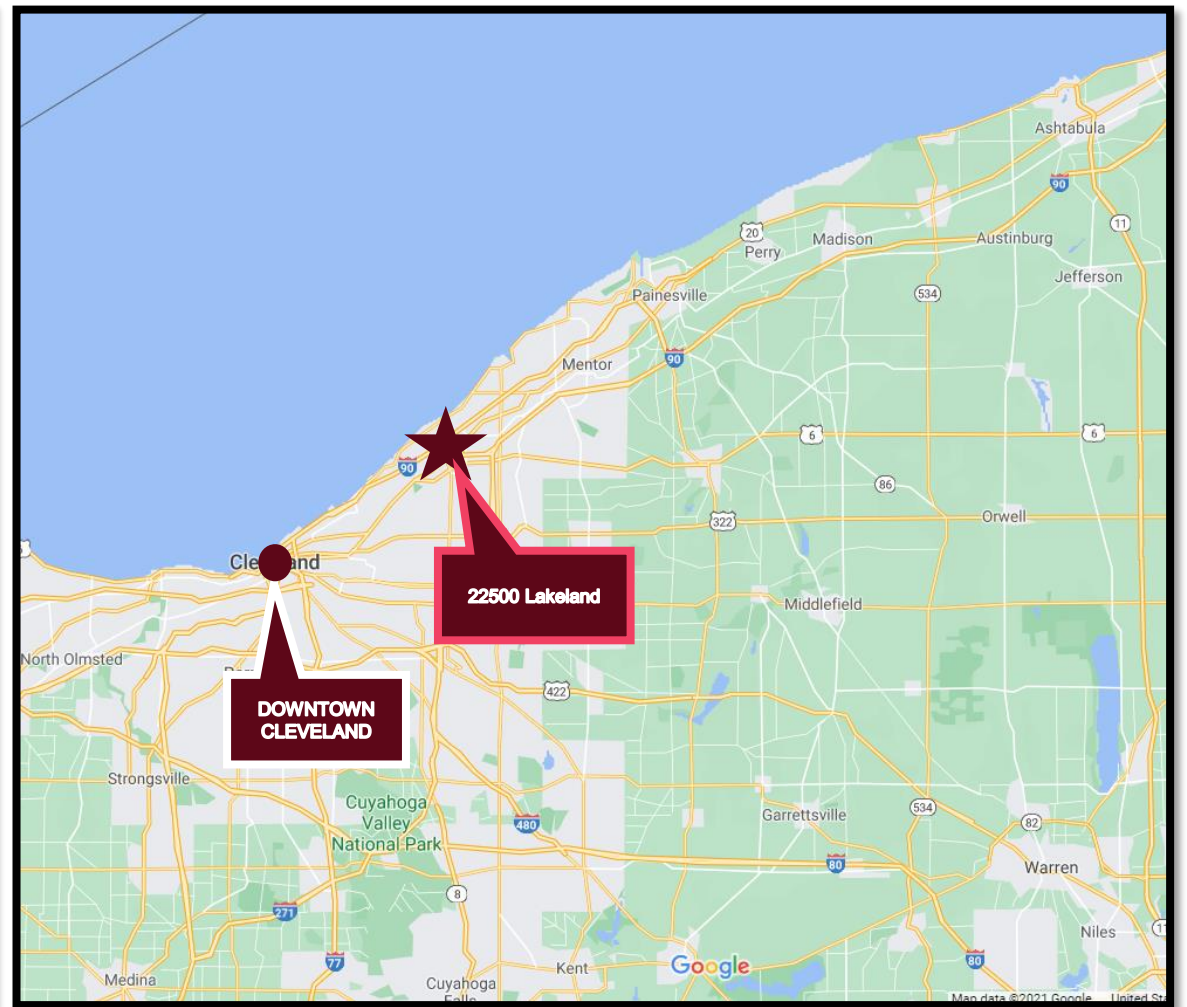 Ashtabula
90
11
20
Perry
Madison
Austinburg
Jefferson
Painesville
534
Mentor
90
6
6
90
86
322
Orwell
Cleveland
22500 Lakeland
Middlefield
North Olmsted
422
DOWNTOWN
CLEVELAND
Strongsville
Cuyahoga
Valley
National Park
480
Garrettsville
534
82
80
Warren
8
271
Niles
77
Kent
Google
80
Medina
Cuyahoga
Falls
Map data ©2021 Google
United